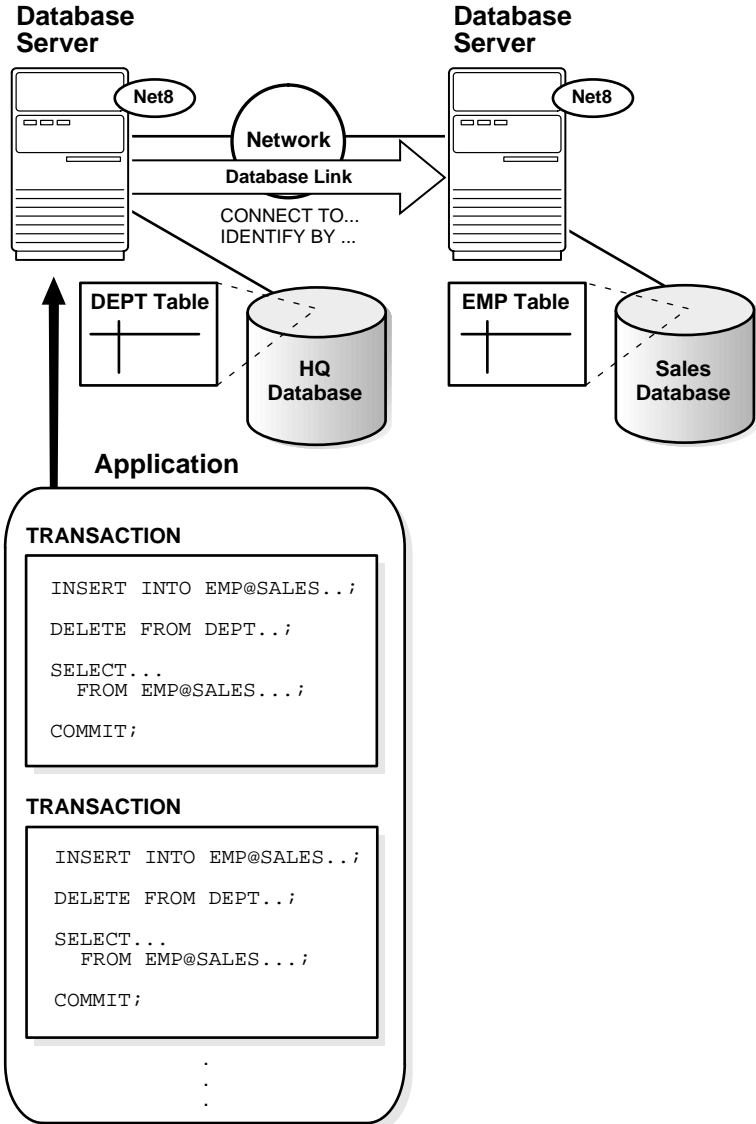 Database
Server
Database
Server
Net8
Net8
Network
Database Link
CONNECT TO...
IDENTIFY BY ...
DEPT Table
EMP Table
HQ
Database
Sales
Database
Application
TRANSACTION
INSERT INTO EMP@SALES..;
DELETE FROM DEPT..;
SELECT...
FROM EMP@SALES...;
COMMIT;
TRANSACTION
INSERT INTO EMP@SALES..;
DELETE FROM DEPT..;
SELECT...
FROM EMP@SALES...;
COMMIT;
.
.
.